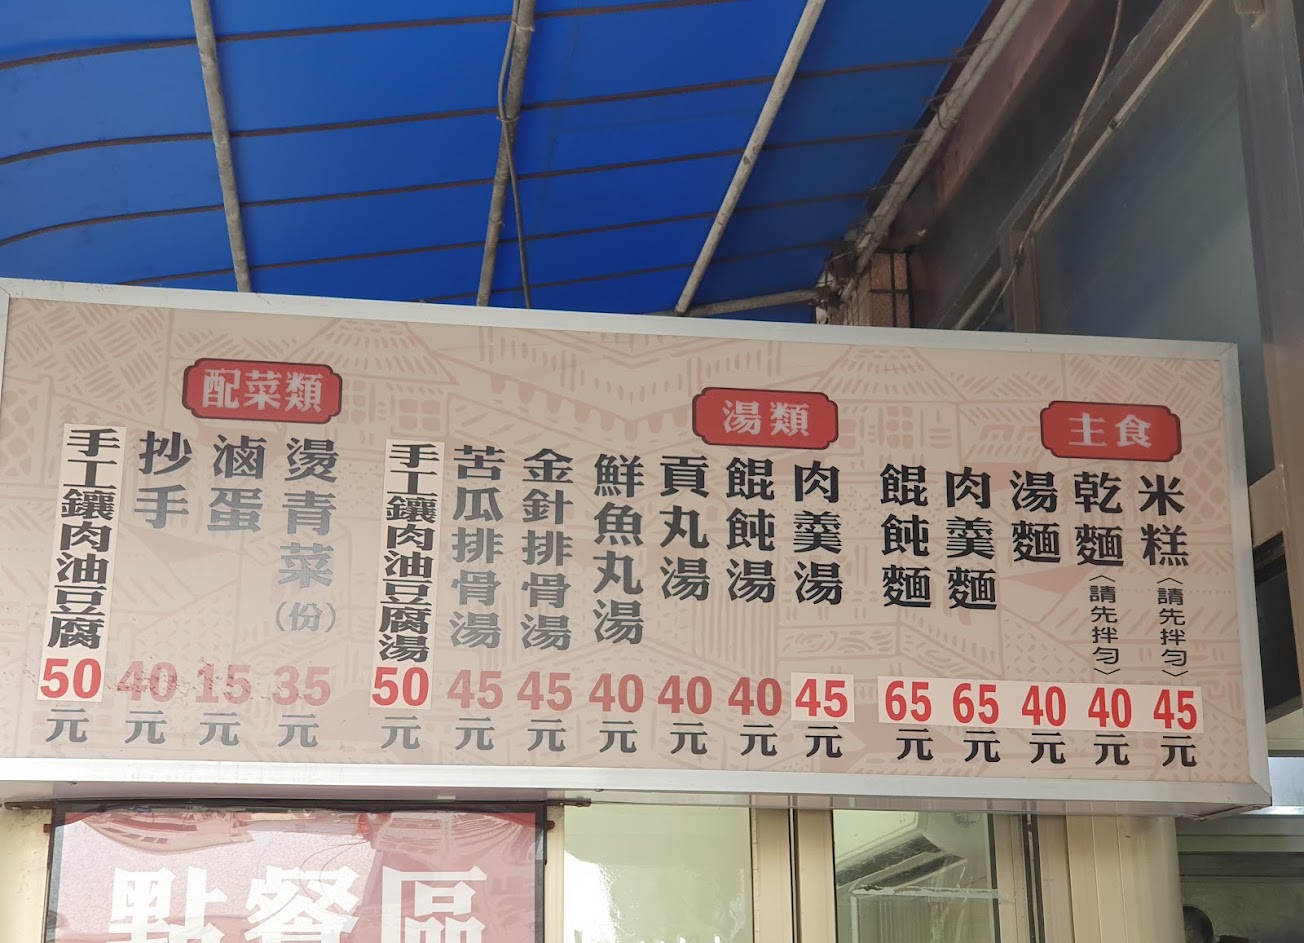 主食
米糕〈請先拌勻〉45元
乾麵〈請先拌勻〉40元
湯麵40元
肉羹麵65元
餛飩麵65元
湯類
肉羹湯45元
餛飩湯40元
貢丸湯40元
鮮魚丸湯40元
金針排骨湯45元
苦瓜排骨湯45元
手工鑲肉油豆腐湯50元
配菜類
燙青菜(份)35元
滷蛋15元
抄手40元
手工鑲肉油豆腐50元
點餐區